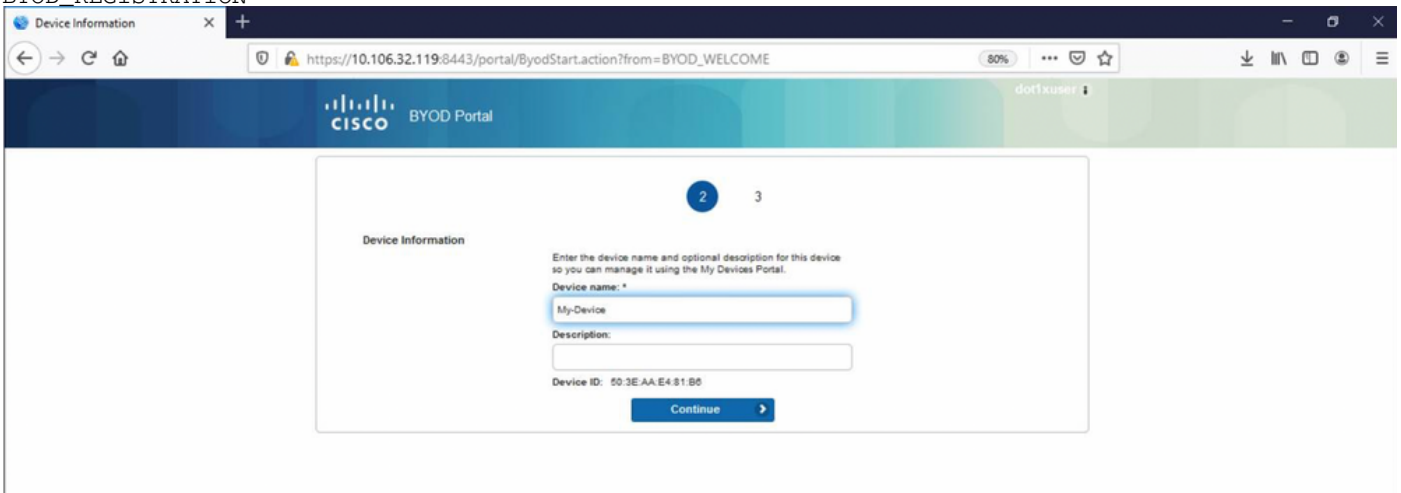 BYOD_REGISTRATION
Device Information
https://10.106.32.119:8443/portal/ByodStart.action?from=BYOD_WELCOME
80%
dot1xuser
CISCO BYOD Portal
2 3
Device Information
Enter the device name and optional description for this device
so you can manage it using the My Devices Portal.
Device name: *
My-Device
Description:
Device ID: 50:3E:AA:E4:81:B6
Continue